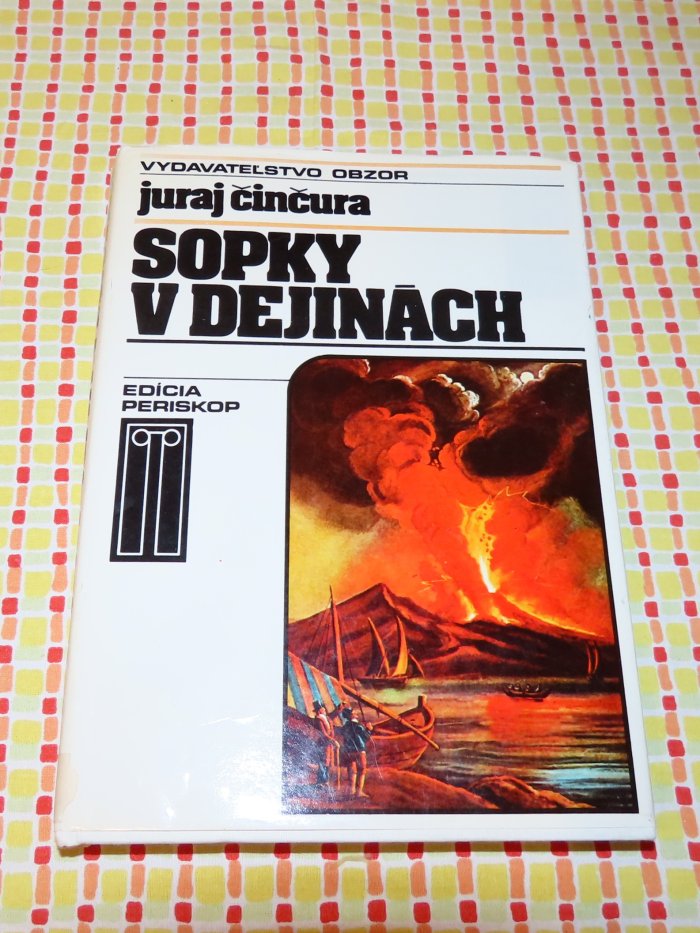 VYDAVATEĽSTVO OBZOR
juraj činčura
SOPKY
V DEJINÁCH
EDÍCIA
PERISKOP